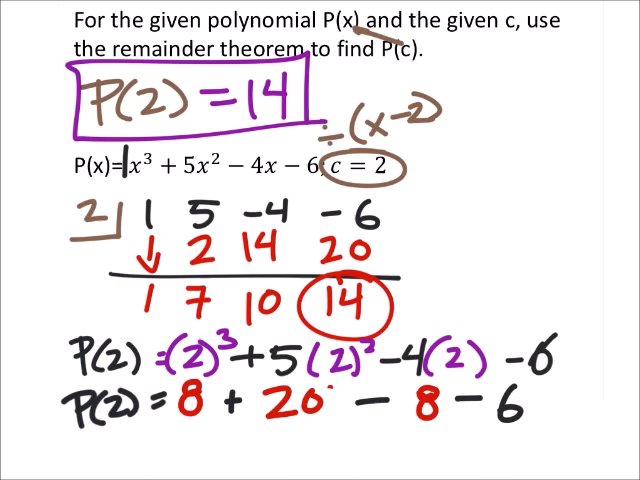 For the given polynomial P(x) and the given c, use
the remainder theorem to find P(c).
P(2) = 14
÷ (x-2)
P(x)=1x³ + 5x² − 4x − 6; c = 2
2 1 5 -4 -6
↓ 2 14 20
1 7 10 14
P(2) = (2)³ + 5(2)² - 4(2) - 6
P(2) = 8 + 20 - 8 - 6